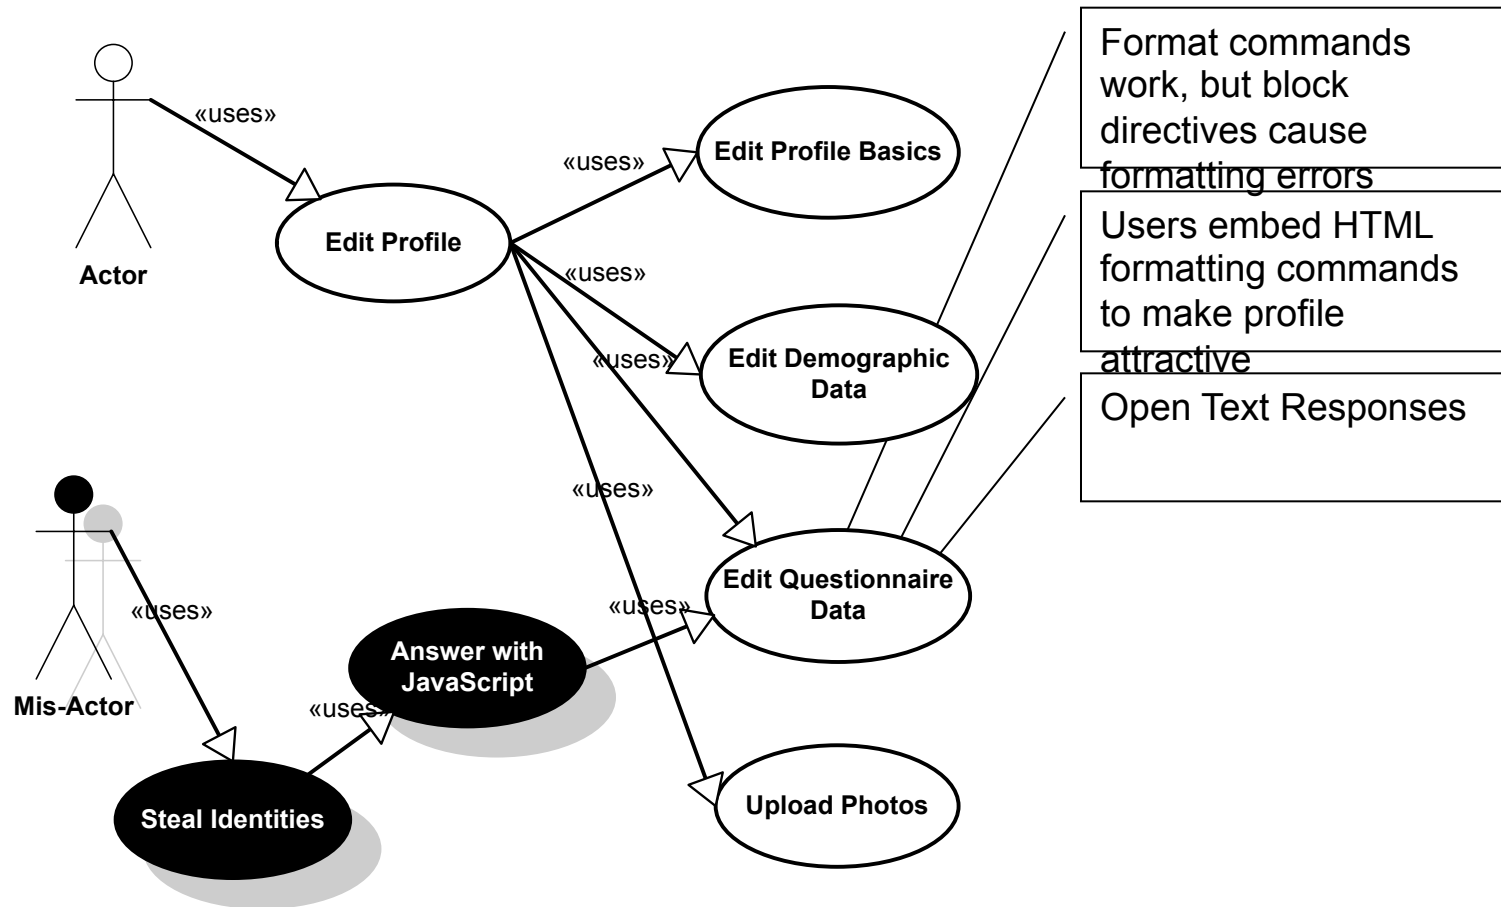 Format commands
work, but block
directives cause
formatting errors
«uses»
Edit Profile Basics
«uses»
Edit Profile
Actor
Users embed HTML
formatting commands
to make profile
attractive
«uses»
«uses»
Edit Demographic
Data
Open Text Responses
«uses»
Edit Questionnaire
Data
«uses»
«uses»
Answer with
JavaScript
Mis-Actor
«uses»
Steal Identities
Upload Photos